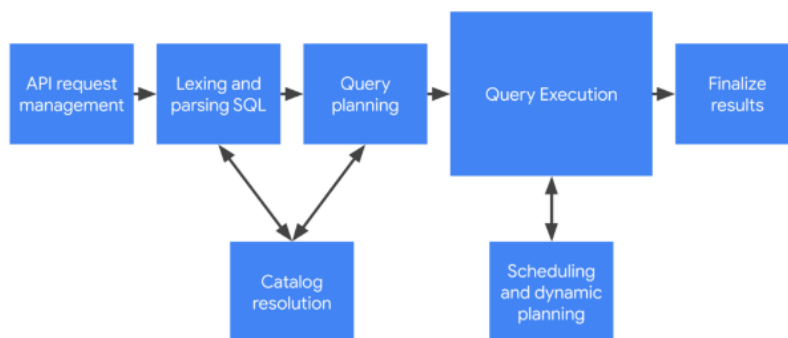 API request
management
Lexing and
parsing SQL
Query
planning
Query Execution
Finalize
results
Catalog
resolution
Scheduling
and dynamic
planning